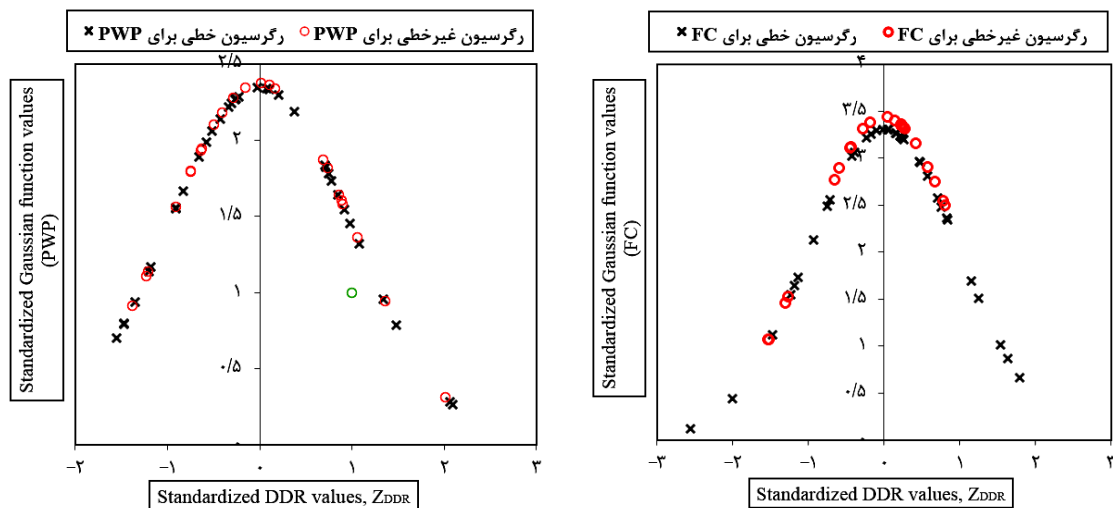 رگرسیون خطی برای PWP رگرسیون غیرخطی برای PWP
Standardized Gaussian function values
(PWP)
۲/۵
۲
۱/۵
۱
۰/۵
۰
−۲ −۱ ۰ ۱ ۲ ۳
Standardized DDR values, ZDDR
رگرسیون خطی برای FC رگرسیون غیرخطی برای FC
Standardized Gaussian function values
(FC)
۴
۳/۵
۳
۲/۵
۲
۱/۵
۱
۰/۵
۰
−۳ −۲ −۱ ۰ ۱ ۲ ۳
Standardized DDR values, ZDDR